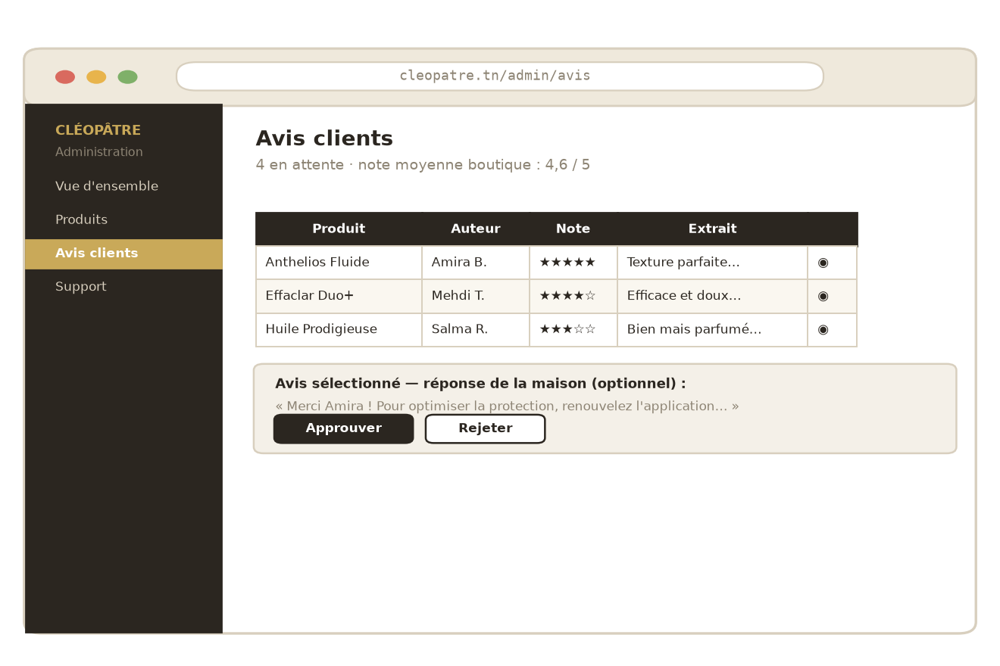 cleopatre.tn/admin/avis
CLÉOPÂTRE
Administration
Vue d'ensemble
Produits
Avis clients
Support
Avis clients
4 en attente · note moyenne boutique : 4,6 / 5
Produit Auteur Note Extrait
Anthelios Fluide Amira B. ★★★★★ Texture parfaite… ◉
Effaclar Duo+ Mehdi T. ★★★★☆ Efficace et doux… ◉
Huile Prodigieuse Salma R. ★★★☆☆ Bien mais parfumé… ◉
Avis sélectionné — réponse de la maison (optionnel) :
« Merci Amira ! Pour optimiser la protection, renouvelez l'application… »
Approuver Rejeter